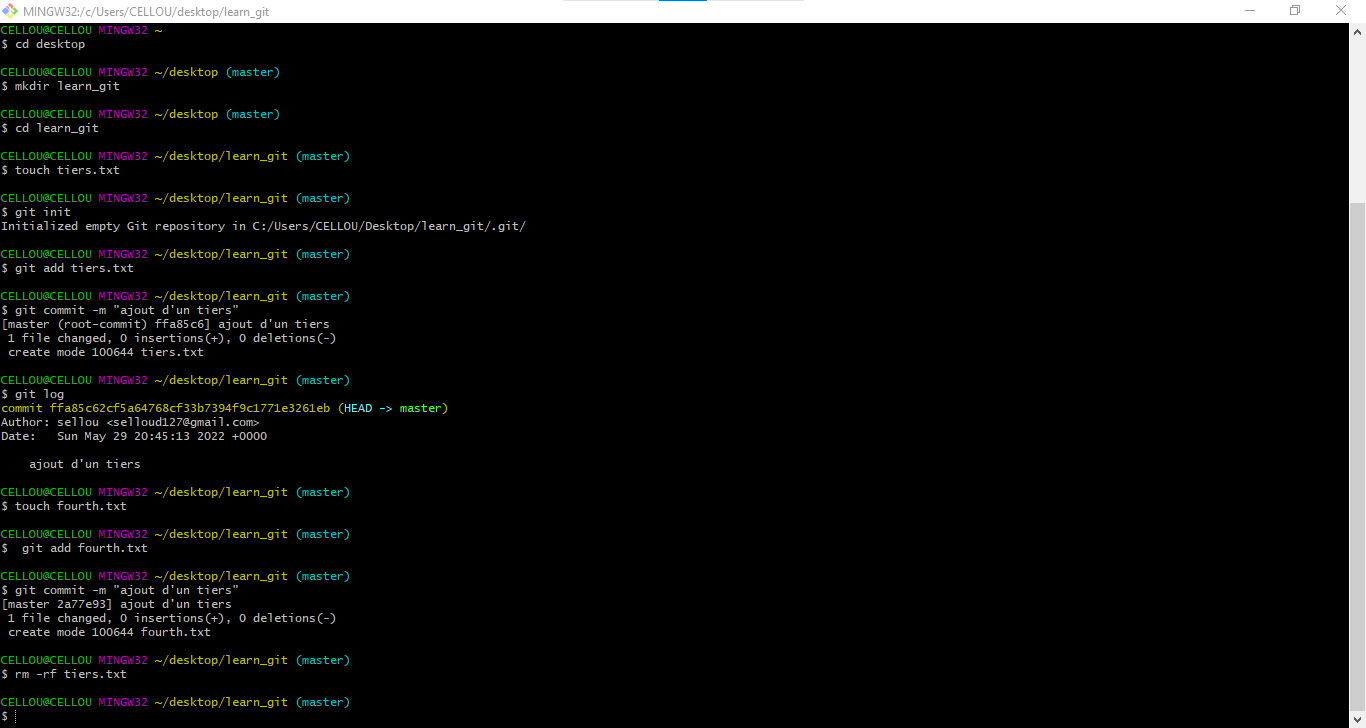 MINGW32:/c/Users/CELLOU/desktop/learn_git
CELLOU@CELLOU MINGW32 ~
$ cd desktop
CELLOU@CELLOU MINGW32 ~/desktop (master)
$ mkdir learn_git
CELLOU@CELLOU MINGW32 ~/desktop (master)
$ cd learn_git
CELLOU@CELLOU MINGW32 ~/desktop/learn_git (master)
$ touch tiers.txt
CELLOU@CELLOU MINGW32 ~/desktop/learn_git (master)
$ git init
Initialized empty Git repository in C:/Users/CELLOU/Desktop/learn_git/.git/
CELLOU@CELLOU MINGW32 ~/desktop/learn_git (master)
$ git add tiers.txt
CELLOU@CELLOU MINGW32 ~/desktop/learn_git (master)
$ git commit -m "ajout d'un tiers"
[master (root-commit) ffa85c6] ajout d'un tiers
 1 file changed, 0 insertions(+), 0 deletions(-)
 create mode 100644 tiers.txt
CELLOU@CELLOU MINGW32 ~/desktop/learn_git (master)
$ git log
commit ffa85c62cf5a64768cf33b7394f9c1771e3261eb (HEAD -> master)
Author: sellou <selloud127@gmail.com>
Date:   Sun May 29 20:45:13 2022 +0000
    ajout d'un tiers
CELLOU@CELLOU MINGW32 ~/desktop/learn_git (master)
$ touch fourth.txt
CELLOU@CELLOU MINGW32 ~/desktop/learn_git (master)
$  git add fourth.txt
CELLOU@CELLOU MINGW32 ~/desktop/learn_git (master)
$ git commit -m "ajout d'un tiers"
[master 2a77e93] ajout d'un tiers
 1 file changed, 0 insertions(+), 0 deletions(-)
 create mode 100644 fourth.txt
CELLOU@CELLOU MINGW32 ~/desktop/learn_git (master)
$ rm -rf tiers.txt
CELLOU@CELLOU MINGW32 ~/desktop/learn_git (master)
$